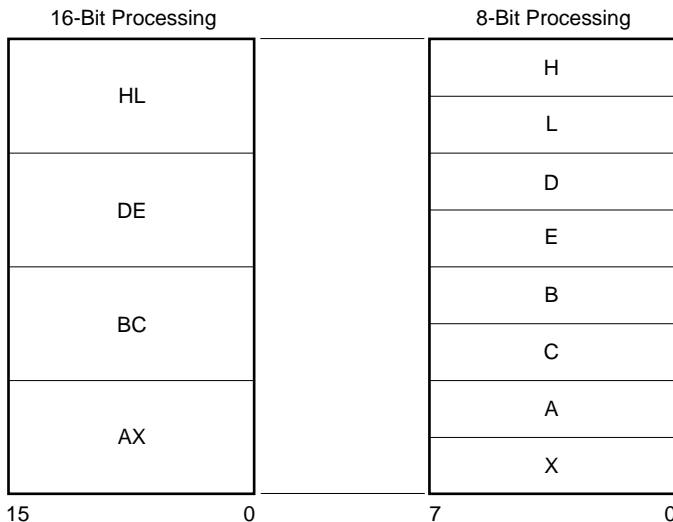 16-Bit Processing
8-Bit Processing
HL
DE
BC
AX
H
L
D
E
B
C
A
X
15 0
7 0